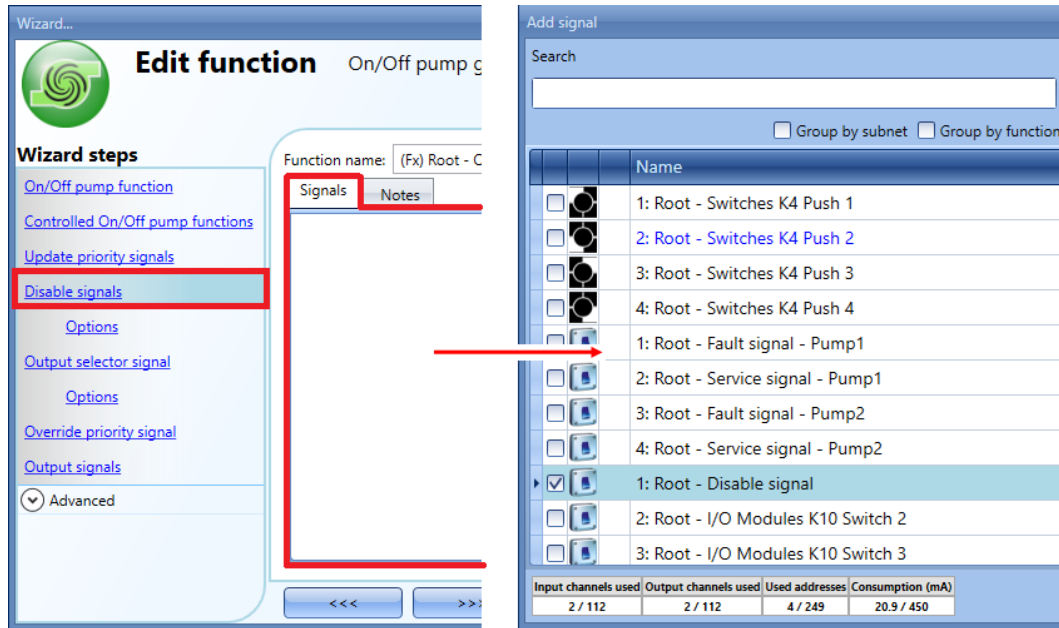 Wizard...
Edit function On/Off pump g
Wizard steps
On/Off pump function
Controlled On/Off pump functions
Update priority signals
Disable signals
Options
Output selector signal
Options
Override priority signal
Output signals
Advanced
Function name: (Fx) Root - C
Signals Notes
<<< >>>
Add signal
Search
Group by subnet Group by function
Name
1: Root - Switches K4 Push 1
2: Root - Switches K4 Push 2
3: Root - Switches K4 Push 3
4: Root - Switches K4 Push 4
1: Root - Fault signal - Pump1
2: Root - Service signal - Pump1
3: Root - Fault signal - Pump2
4: Root - Service signal - Pump2
1: Root - Disable signal
2: Root - I/O Modules K10 Switch 2
3: Root - I/O Modules K10 Switch 3
Input channels used Output channels used Used addresses Consumption (mA)
2 / 112 2 / 112 4 / 249 20.9 / 450